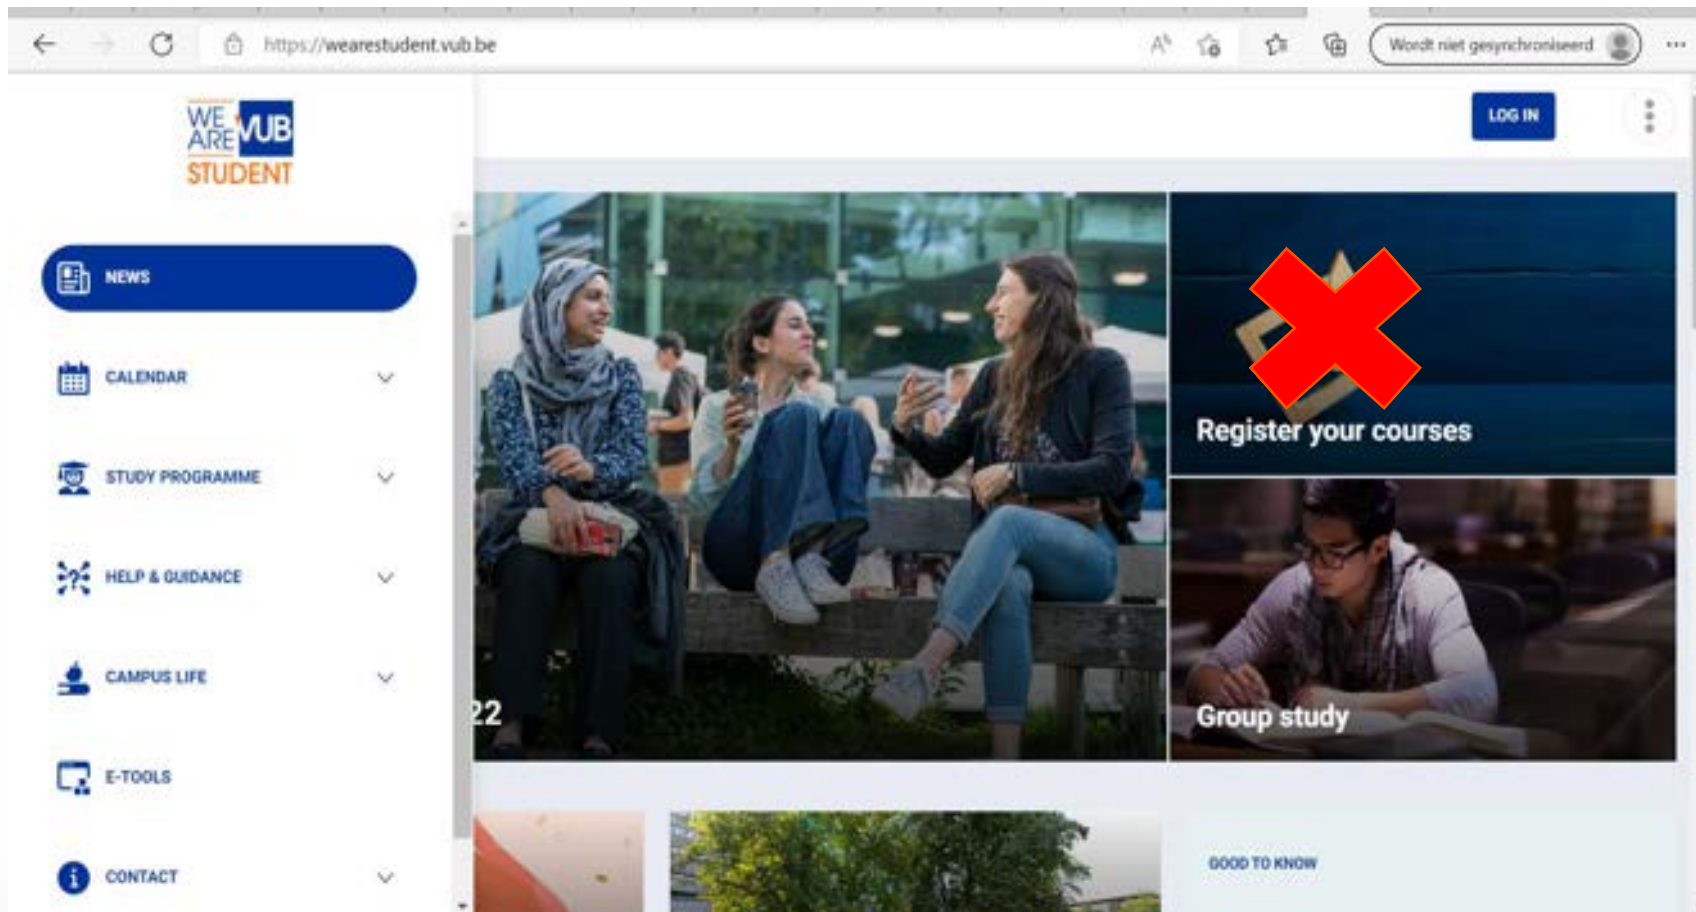 https://wearestudent.vub.be
Wordt niet gesynchroniseerd
WE
ARE
VUB
STUDENT
LOG IN
NEWS
CALENDAR
STUDY PROGRAMME
HELP & GUIDANCE
CAMPUS LIFE
E-TOOLS
CONTACT
22
Register your courses
Group study
GOOD TO KNOW